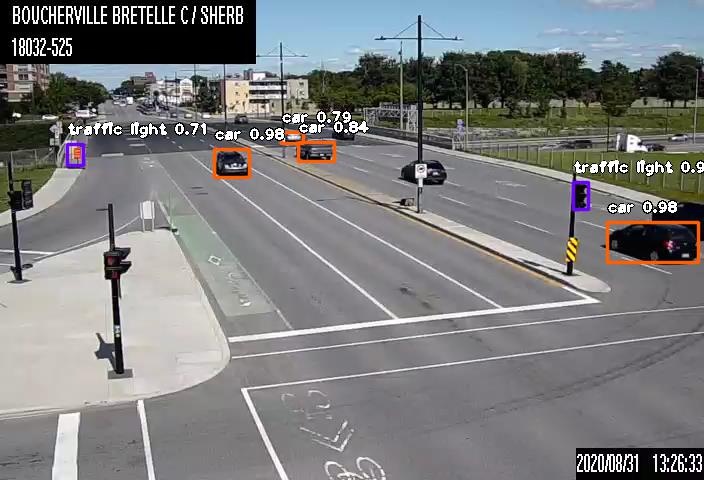 BOUCHERVILLE BRETELLE C / SHERB
18032-525
car 0.79
traffic light 0.71
car 0.98
car 0.84
traffic light 0.9
car 0.98
2020/08/31 13:26:33